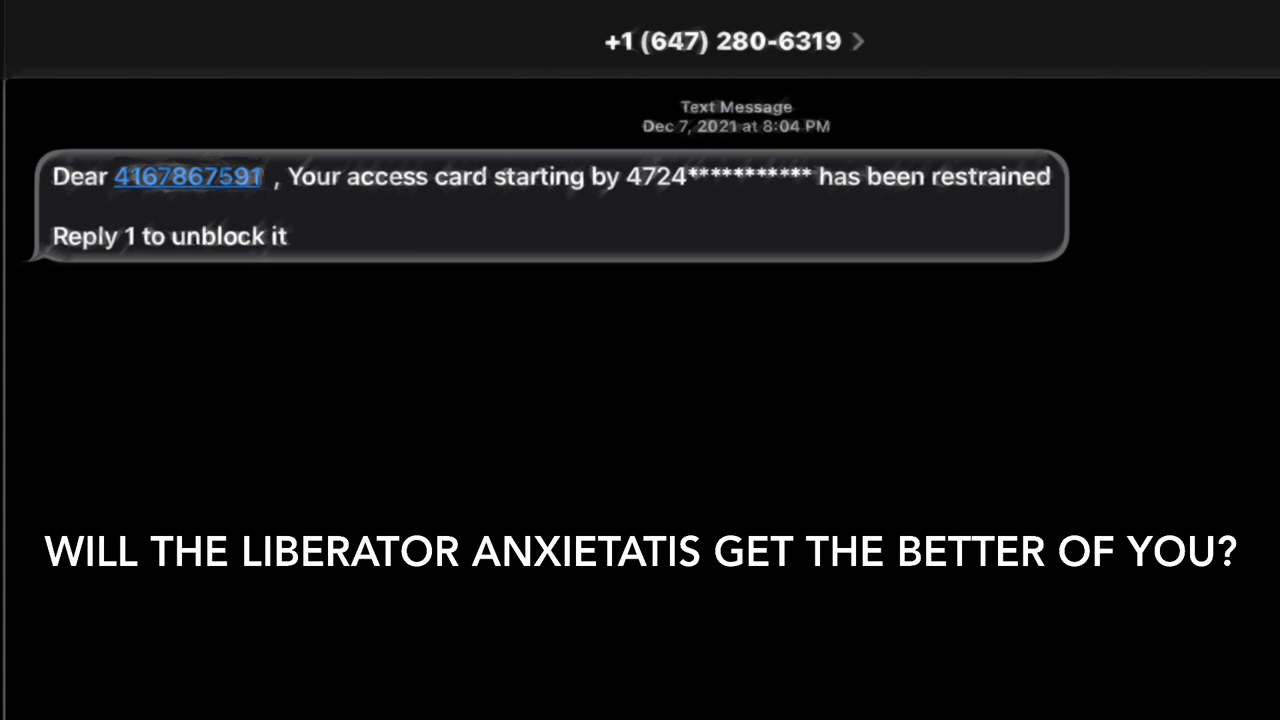 +1 (647) 280-6319 >
Text Message
Dec 7, 2021 at 8:04 PM
Dear 4167867591 , Your access card starting by 4724*********** has been restrained
Reply 1 to unblock it
WILL THE LIBERATOR ANXIETATIS GET THE BETTER OF YOU?